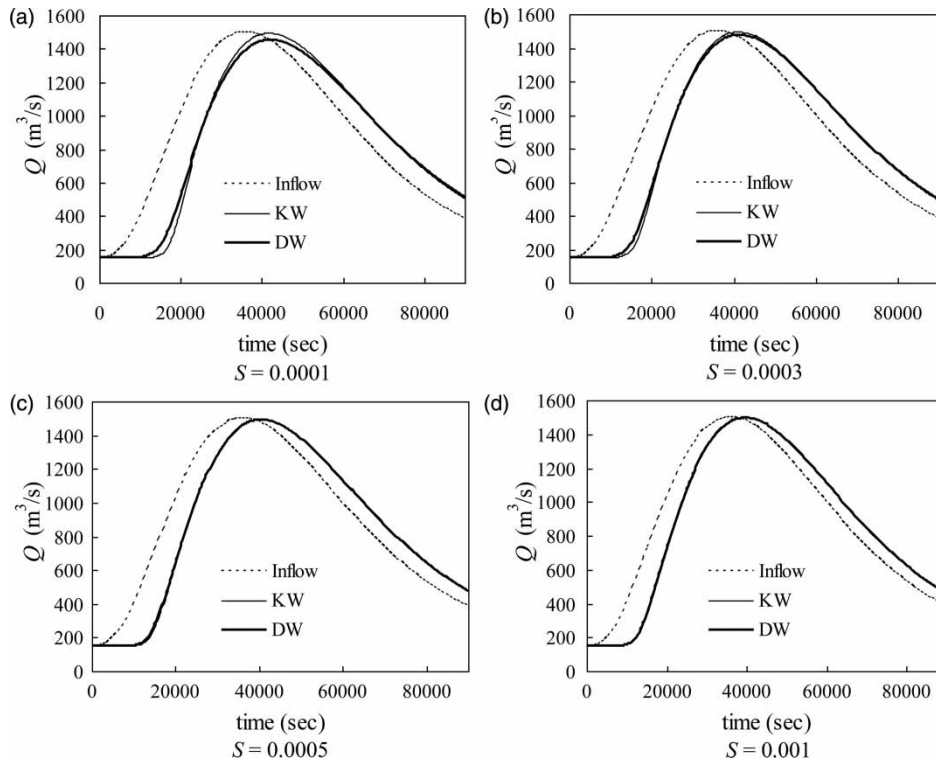 (a)
1600
1400
1200
1000
800
600
400
200
0
Q (m³/s)
Inflow
KW
DW
0 20000 40000 60000 80000
time (sec)
S = 0.0001
(b)
1600
1400
1200
1000
800
600
400
200
0
Q (m³/s)
Inflow
KW
DW
0 20000 40000 60000 80000
time (sec)
S = 0.0003
(c)
1600
1400
1200
1000
800
600
400
200
0
Q (m³/s)
Inflow
KW
DW
0 20000 40000 60000 80000
time (sec)
S = 0.0005
(d)
1600
1400
1200
1000
800
600
400
200
0
Q (m³/s)
Inflow
KW
DW
0 20000 40000 60000 80000
time (sec)
S = 0.001